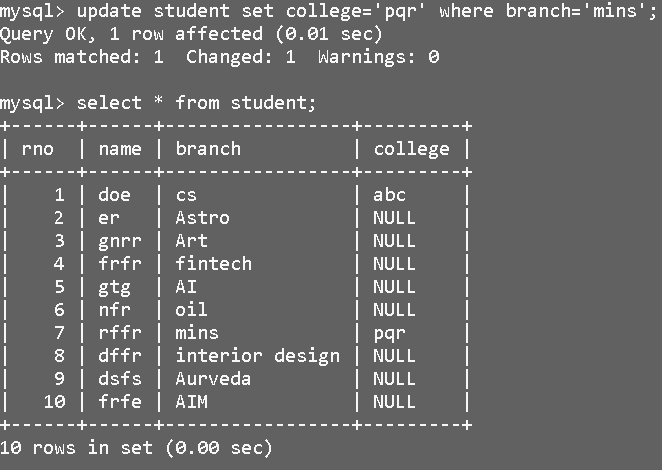 mysql> update student set college='pqr' where branch='mins';
Query OK, 1 row affected (0.01 sec)
Rows matched: 1  Changed: 1  Warnings: 0
mysql> select * from student;
+------+------+-----------------+---------+
| rno  | name | branch          | college |
+------+------+-----------------+---------+
|    1 | doe  | cs              | abc     |
|    2 | er   | Astro           | NULL    |
|    3 | gnrr | Art             | NULL    |
|    4 | frfr | fintech         | NULL    |
|    5 | gtg  | AI              | NULL    |
|    6 | nfr  | oil             | NULL    |
|    7 | rffr | mins            | pqr     |
|    8 | dffr | interior design | NULL    |
|    9 | dsfs | Aurveda         | NULL    |
|   10 | frfe | AIM             | NULL    |
+------+------+-----------------+---------+
10 rows in set (0.00 sec)